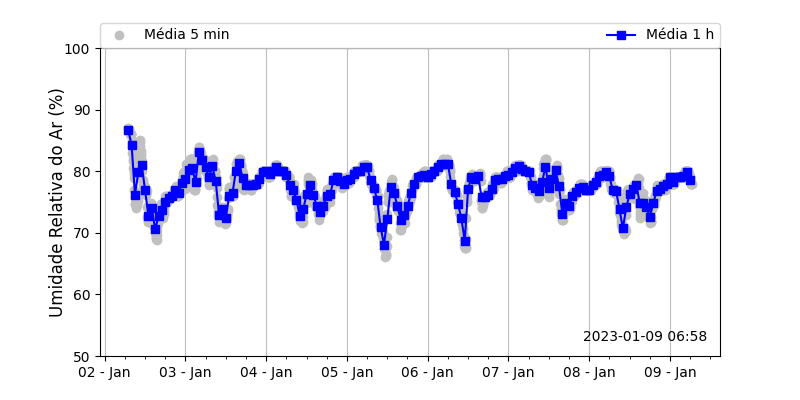 Média 5 min
Média 1 h
Umidade Relativa do Ar (%)
100
90
80
70
60
50
2023-01-09 06:58
02 - Jan
03 - Jan
04 - Jan
05 - Jan
06 - Jan
07 - Jan
08 - Jan
09 - Jan